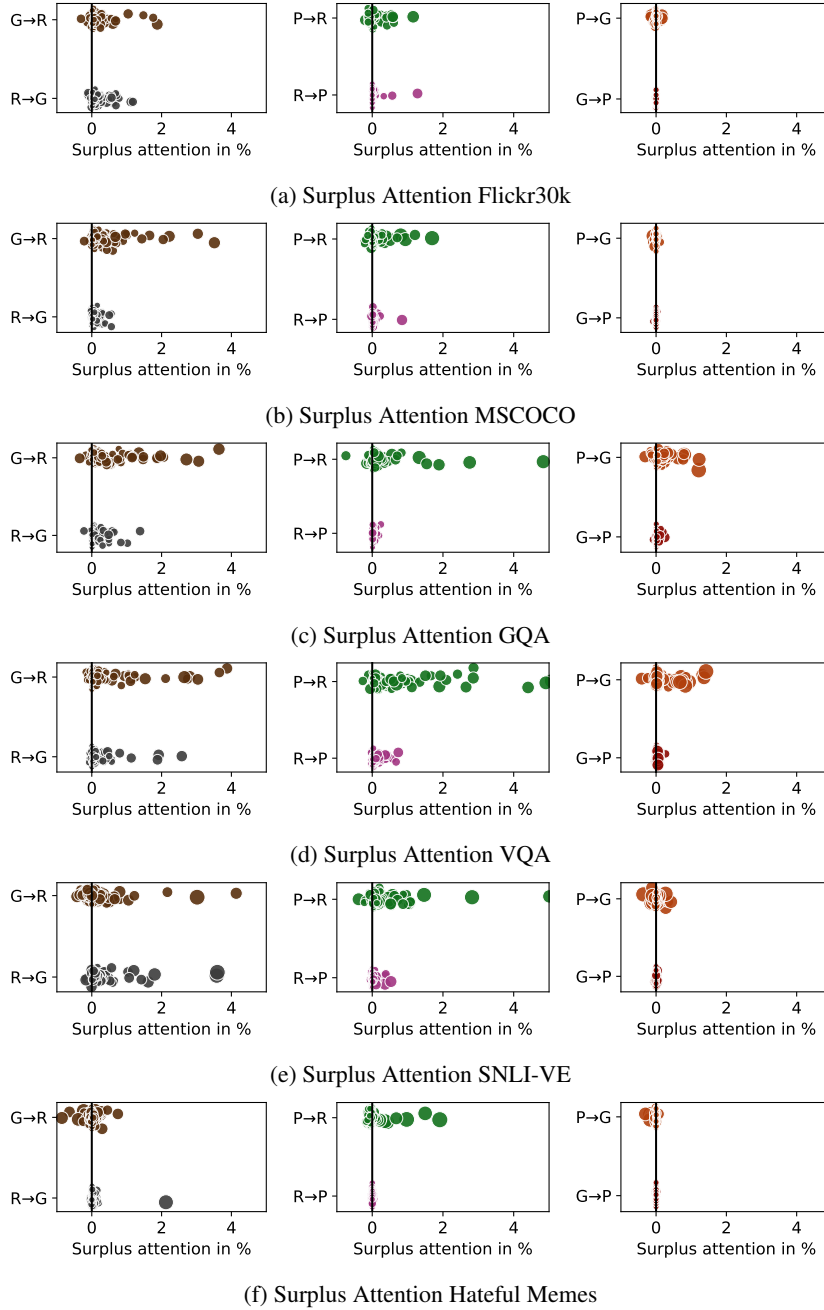 G→R P→R P→G
R→G R→P G→P
0 2 4 0 2 4 0 2 4
Surplus attention in % Surplus attention in % Surplus attention in %
(a) Surplus Attention Flickr30k
G→R P→R P→G
R→G R→P G→P
0 2 4 0 2 4 0 2 4
Surplus attention in % Surplus attention in % Surplus attention in %
(b) Surplus Attention MSCOCO
G→R P→R P→G
R→G R→P G→P
0 2 4 0 2 4 0 2 4
Surplus attention in % Surplus attention in % Surplus attention in %
(c) Surplus Attention GQA
G→R P→R P→G
R→G R→P G→P
0 2 4 0 2 4 0 2 4
Surplus attention in % Surplus attention in % Surplus attention in %
(d) Surplus Attention VQA
G→R P→R P→G
R→G R→P G→P
0 2 4 0 2 4 0 2 4
Surplus attention in % Surplus attention in % Surplus attention in %
(e) Surplus Attention SNLI-VE
G→R P→R P→G
R→G R→P G→P
0 2 4 0 2 4 0 2 4
Surplus attention in % Surplus attention in % Surplus attention in %
(f) Surplus Attention Hateful Memes